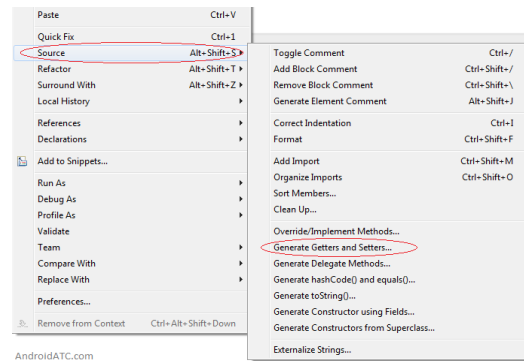 Paste Ctrl+V
Quick Fix Ctrl+1
Source Alt+Shift+S
Refactor Alt+Shift+T
Surround With Alt+Shift+Z
Local History
References
Declarations
Add to Snippets...
Run As
Debug As
Profile As
Validate
Team
Compare With
Replace With
Preferences...
Remove from Context Ctrl+Alt+Shift+Down
Toggle Comment Ctrl+/
Add Block Comment Ctrl+Shift+/
Remove Block Comment Ctrl+Shift+\
Generate Element Comment Alt+Shift+J
Correct Indentation Ctrl+I
Format Ctrl+Shift+F
Add Import Ctrl+Shift+M
Organize Imports Ctrl+Shift+O
Sort Members...
Clean Up...
Override/Implement Methods...
Generate Getters and Setters...
Generate Delegate Methods...
Generate hashCode() and equals()...
Generate toString()...
Generate Constructor using Fields...
Generate Constructors from Superclass...
Externalize Strings...
AndroidATC.com